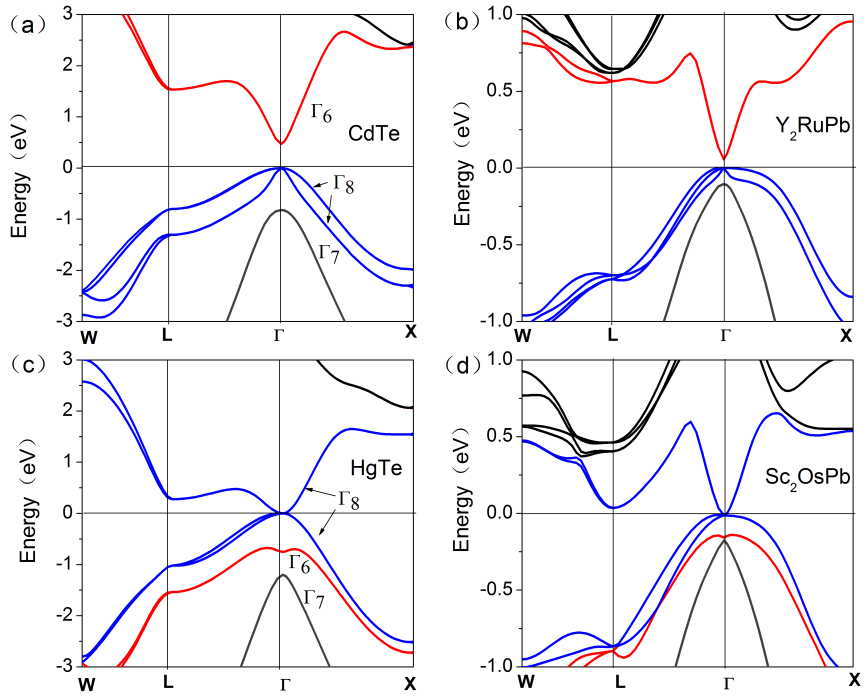 (a)
3
2
1
0
-1
-2
-3
Energy (eV)
Γ6
CdTe
Γ8
Γ7
W
L
Γ
X
(b)
1.0
0.5
0.0
-0.5
-1.0
Energy (eV)
Y2RuPb
W
L
Γ
X
(c)
3
2
1
0
-1
-2
-3
Energy (eV)
HgTe
Γ8
Γ6
Γ7
W
L
Γ
X
(d)
1.0
0.5
0.0
-0.5
-1.0
Energy (eV)
Sc2OsPb
W
L
Γ
X